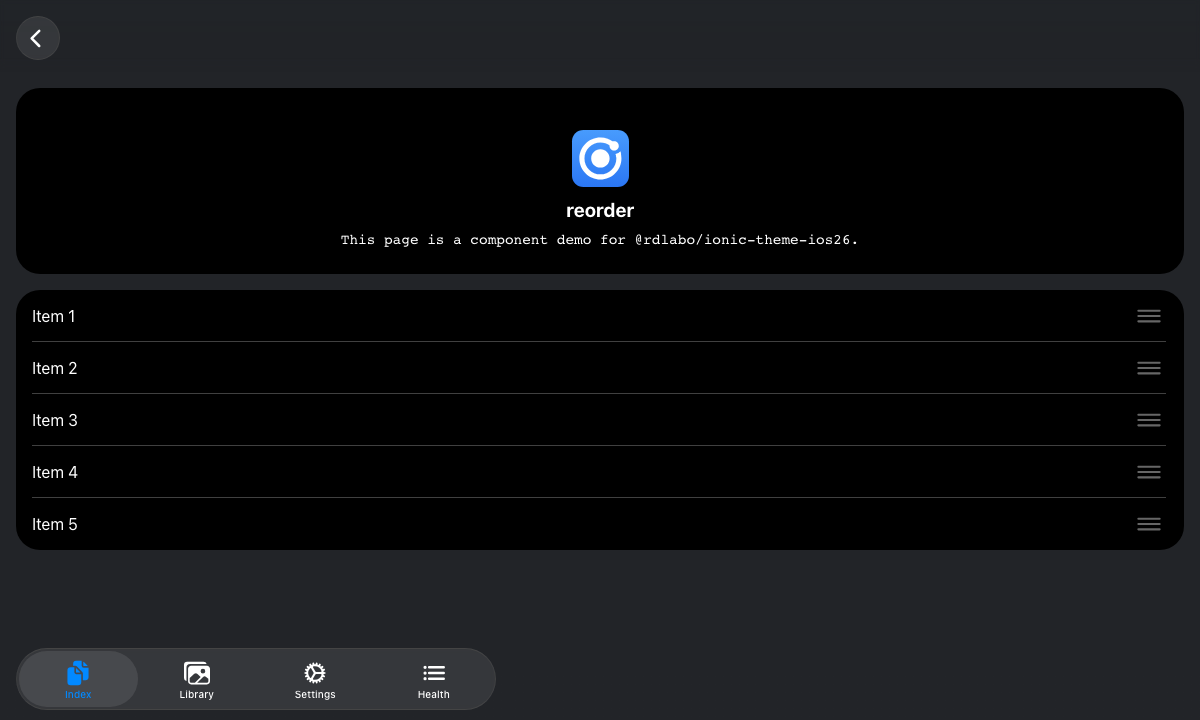 reorder
This page is a component demo for @rdlabo/ionic-theme-ios26.
Item 1
Item 2
Item 3
Item 4
Item 5
Index
Library
Settings
Health